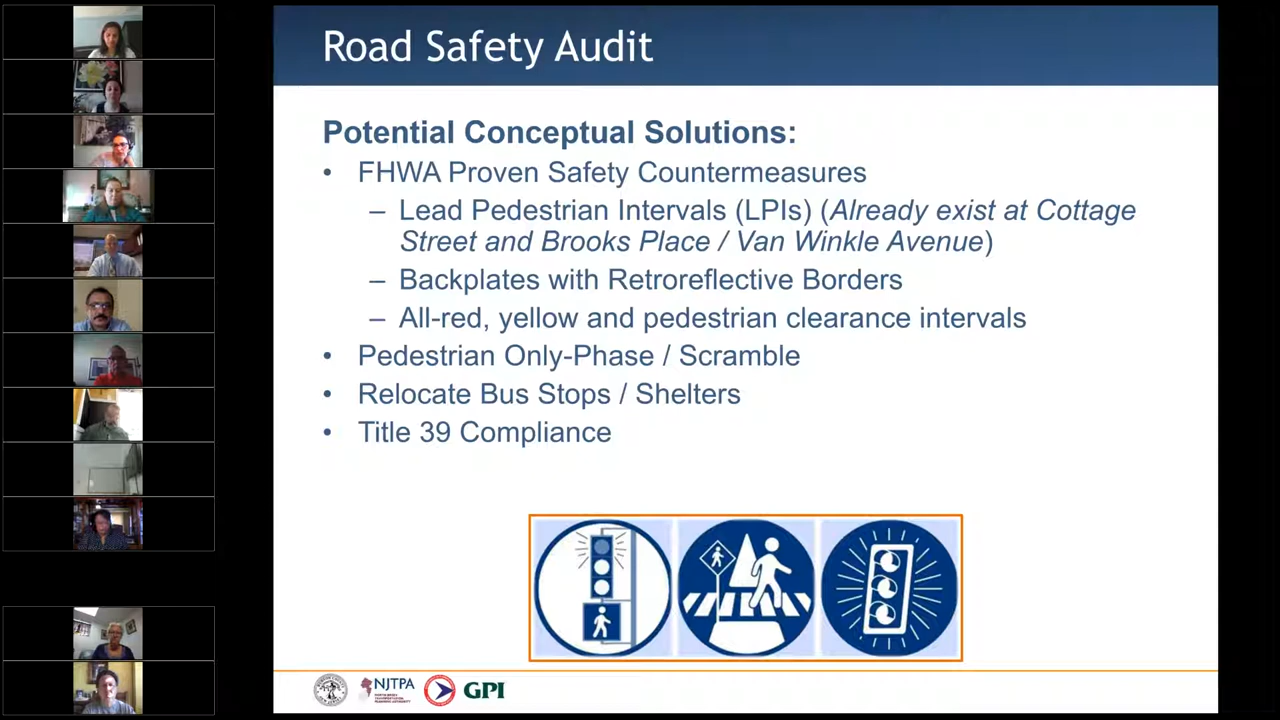 Road Safety Audit
Potential Conceptual Solutions:
• FHWA Proven Safety Countermeasures
– Lead Pedestrian Intervals (LPIs) (Already exist at Cottage
Street and Brooks Place / Van Winkle Avenue)
– Backplates with Retroreflective Borders
– All-red, yellow and pedestrian clearance intervals
• Pedestrian Only-Phase / Scramble
• Relocate Bus Stops / Shelters
• Title 39 Compliance
NJTPA GPI